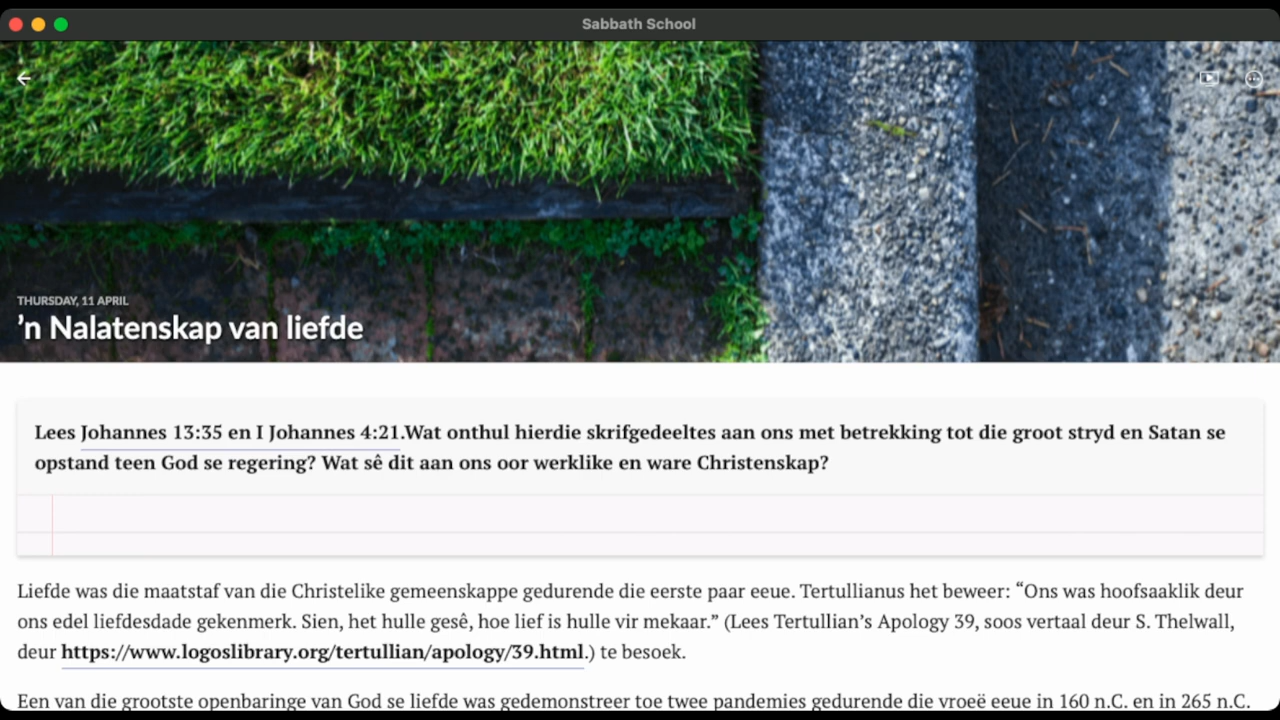 Sabbath School
THURSDAY, 11 APRIL
’n Nalatenskap van liefde
Lees Johannes 13:35 en I Johannes 4:21.Wat onthul hierdie skrifgedeeltes aan ons met betrekking tot die groot stryd en Satan se
opstand teen God se regering? Wat sê dit aan ons oor werklike en ware Christenskap?
Liefde was die maatstaf van die Christelike gemeenskappe gedurende die eerste paar eeue. Tertullianus het beweer: “Ons was hoofsaaklik deur
ons edel liefdesdade gekenmerk. Sien, het hulle gesê, hoe lief is hulle vir mekaar.” (Lees Tertullian’s Apology 39, soos vertaal deur S. Thelwall,
deur https://www.logoslibrary.org/tertullian/apology/39.html.) te besoek.
Een van die grootste openbaringe van God se liefde was gedemonstreer toe twee pandemies gedurende die vroeë eeue in 160 n.C. en in 265 n.C.